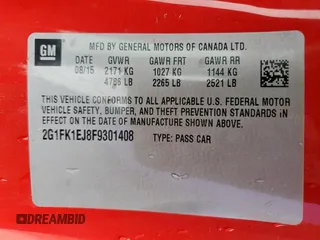 GM
MFD BY GENERAL MOTORS OF CANADA LTD.
DATE GVWR GAWR FRT GAWR RR
08/15 2171 KG 1027 KG 1144 KG
4786 LB 2265 LB 2521 LB
THIS VEHICLE CONFORMS TO ALL APPLICABLE U.S. FEDERAL MOTOR
VEHICLE SAFETY, BUMPER, AND THEFT PREVENTION STANDARDS IN
EFFECT ON THE DATE OF MANUFACTURE SHOWN ABOVE.
2G1FK1EJ8F9301408 TYPE: PASS CAR
DREAMBID